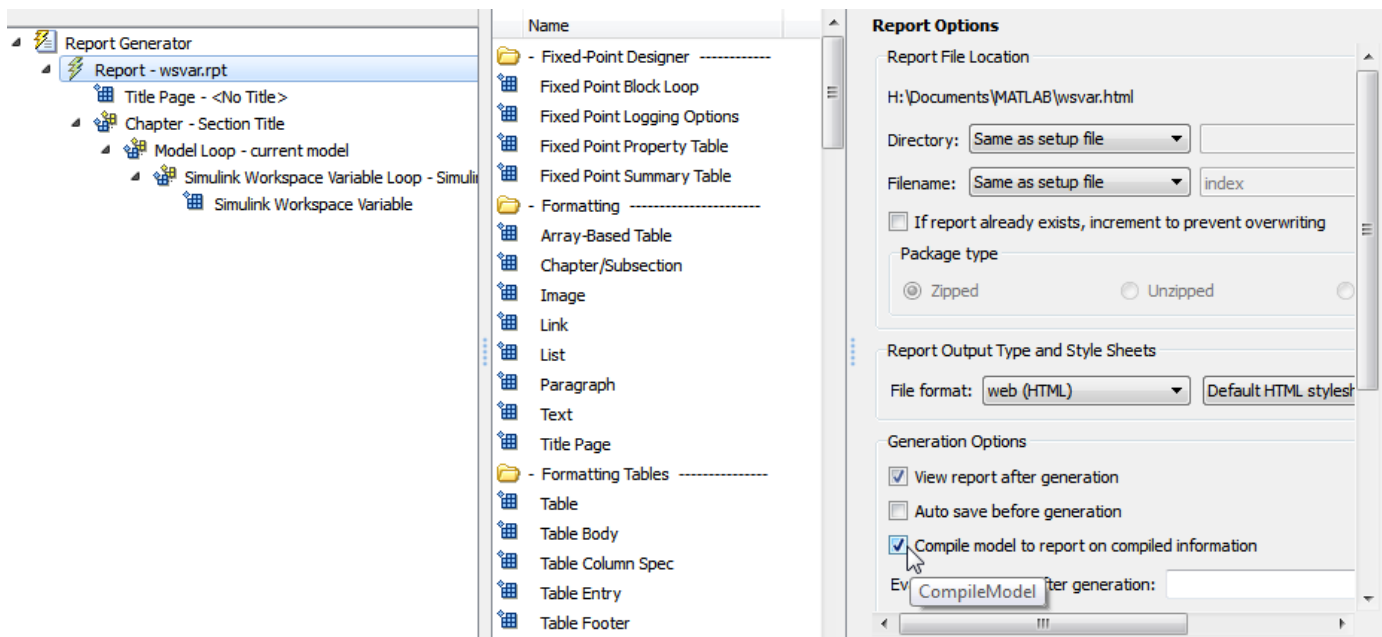 Report Generator
Report - wsvar.rpt
Title Page - <No Title>
Chapter - Section Title
Model Loop - current model
Simulink Workspace Variable Loop - Simulin
Simulink Workspace Variable
Name
- Fixed-Point Designer ------------
Fixed Point Block Loop
Fixed Point Logging Options
Fixed Point Property Table
Fixed Point Summary Table
- Formatting ----------------------
Array-Based Table
Chapter/Subsection
Image
Link
List
Paragraph
Text
Title Page
- Formatting Tables ---------------
Table
Table Body
Table Column Spec
Table Entry
Table Footer
Report Options
Report File Location
H:\Documents\MATLAB\wsvar.html
Directory: Same as setup file
Filename: Same as setup file index
If report already exists, increment to prevent overwriting
Package type
Zipped Unzipped
Report Output Type and Style Sheets
File format: web (HTML) Default HTML stylesh
Generation Options
View report after generation
Auto save before generation
Compile model to report on compiled information
Ev fter generation:
CompileModel